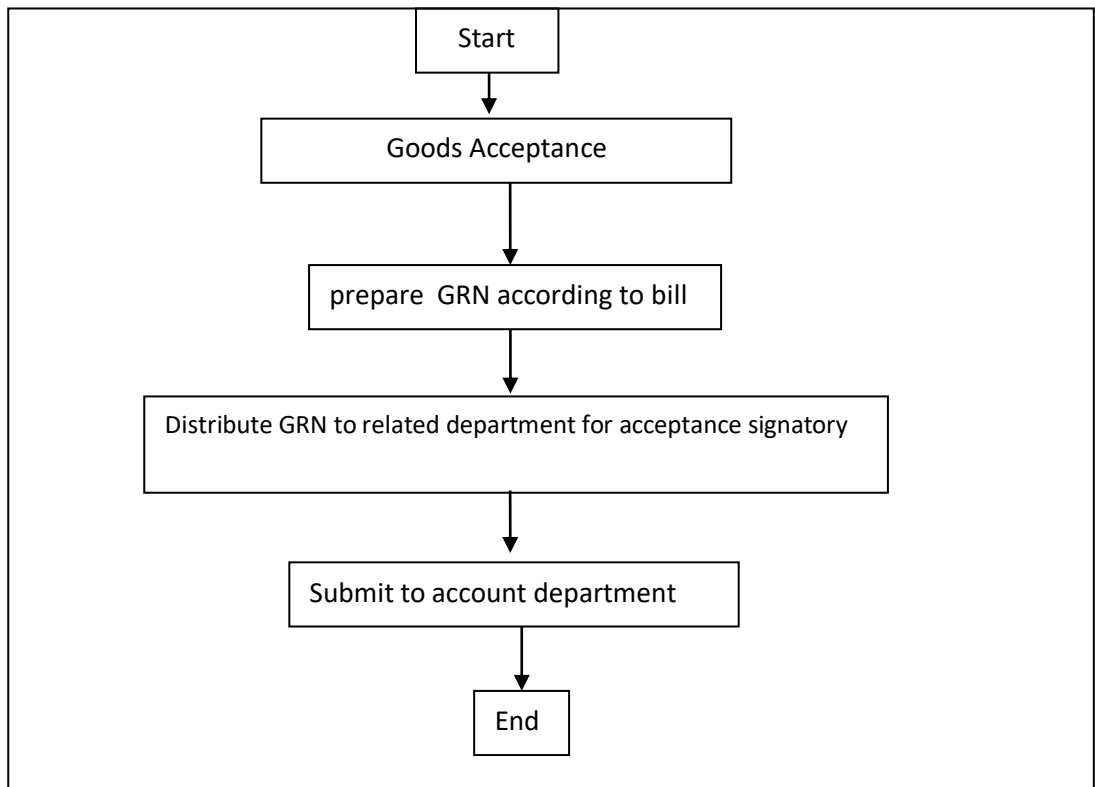 Start
Goods Acceptance
prepare  GRN according to bill
Distribute GRN to related department for acceptance signatory
Submit to account department
End